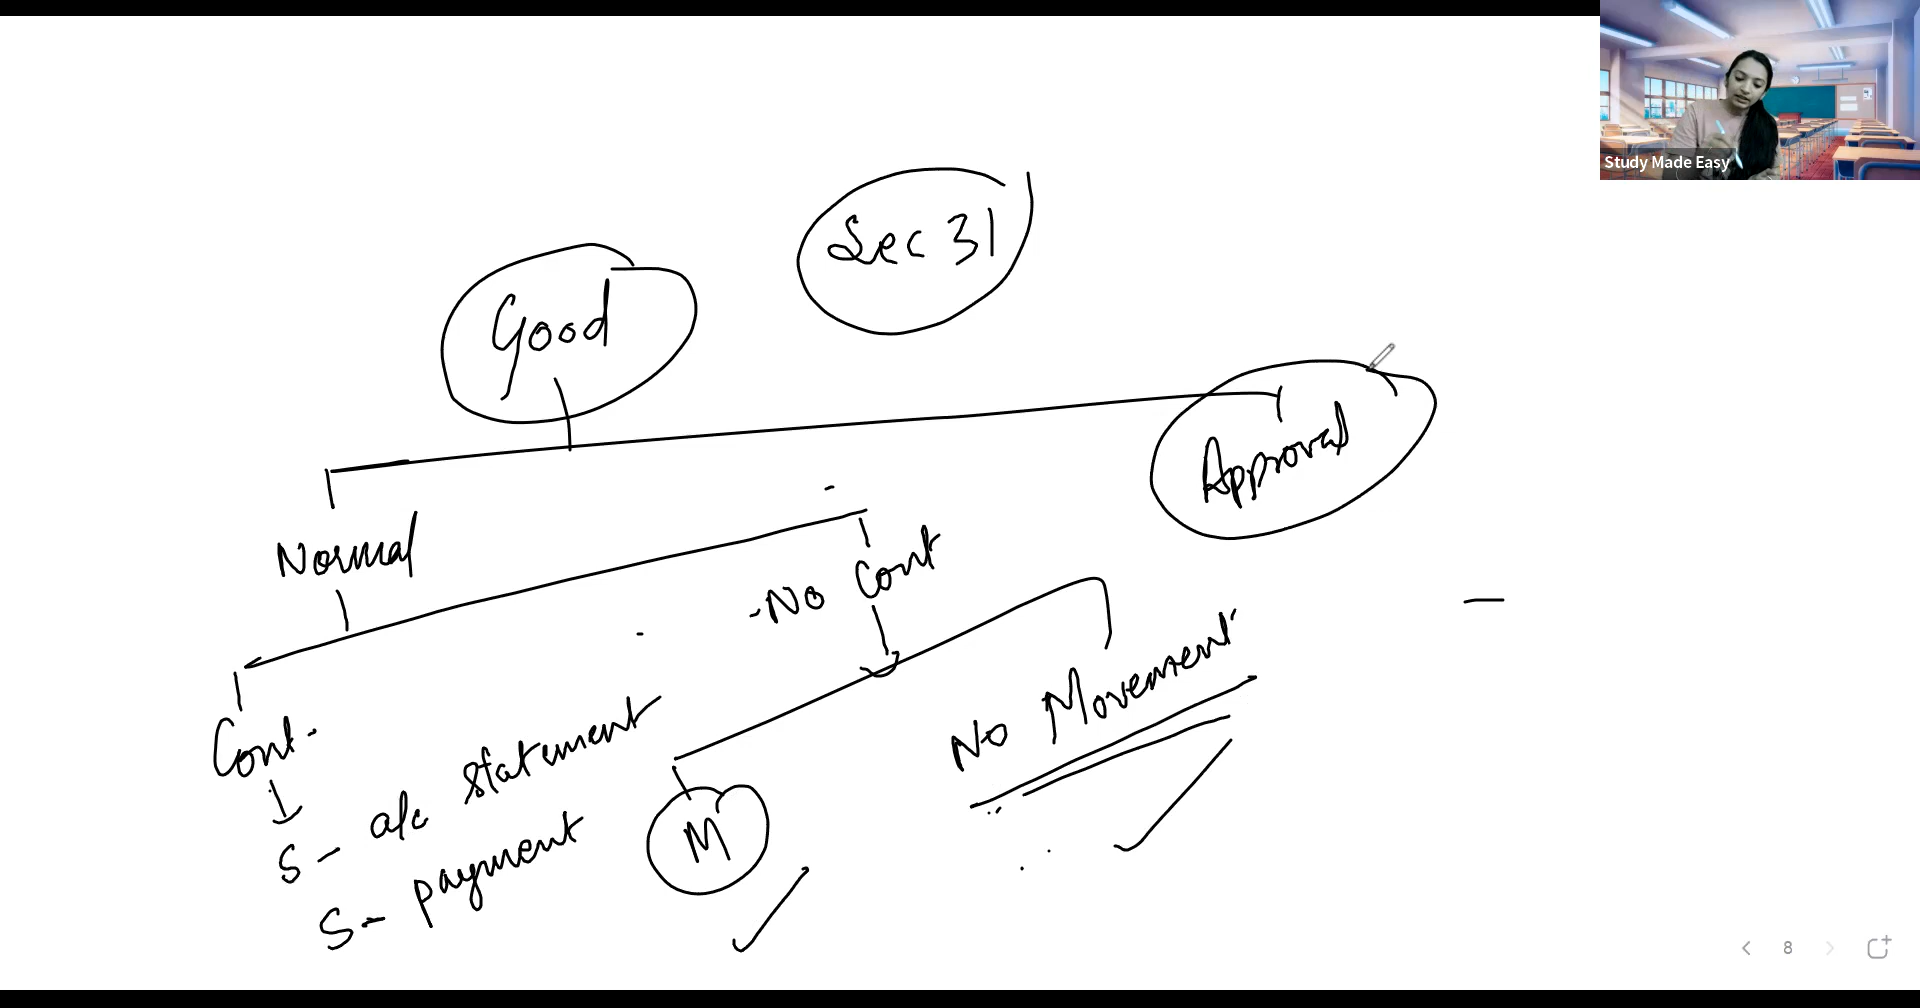 Study Made Easy
Sec 31
Good
Approval
Normal
-No Cont
No Movement
Cont.
S- a/c statement
S- payment
M
8